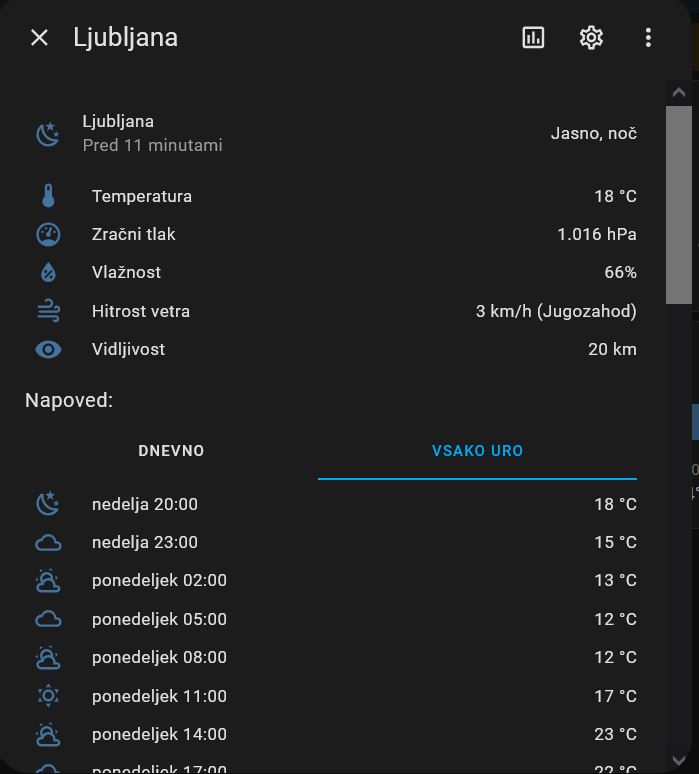 Ljubljana
Ljubljana
Pred 11 minutami
Jasno, noč
Temperatura 18 °C
Zračni tlak 1.016 hPa
Vlažnost 66%
Hitrost vetra 3 km/h (Jugozahod)
Vidljivost 20 km
Napoved:
DNEVNO VSAKO URO
nedelja 20:00 18 °C
nedelja 23:00 15 °C
ponedeljek 02:00 13 °C
ponedeljek 05:00 12 °C
ponedeljek 08:00 12 °C
ponedeljek 11:00 17 °C
ponedeljek 14:00 23 °C
ponedeljek 17:00 22 °C